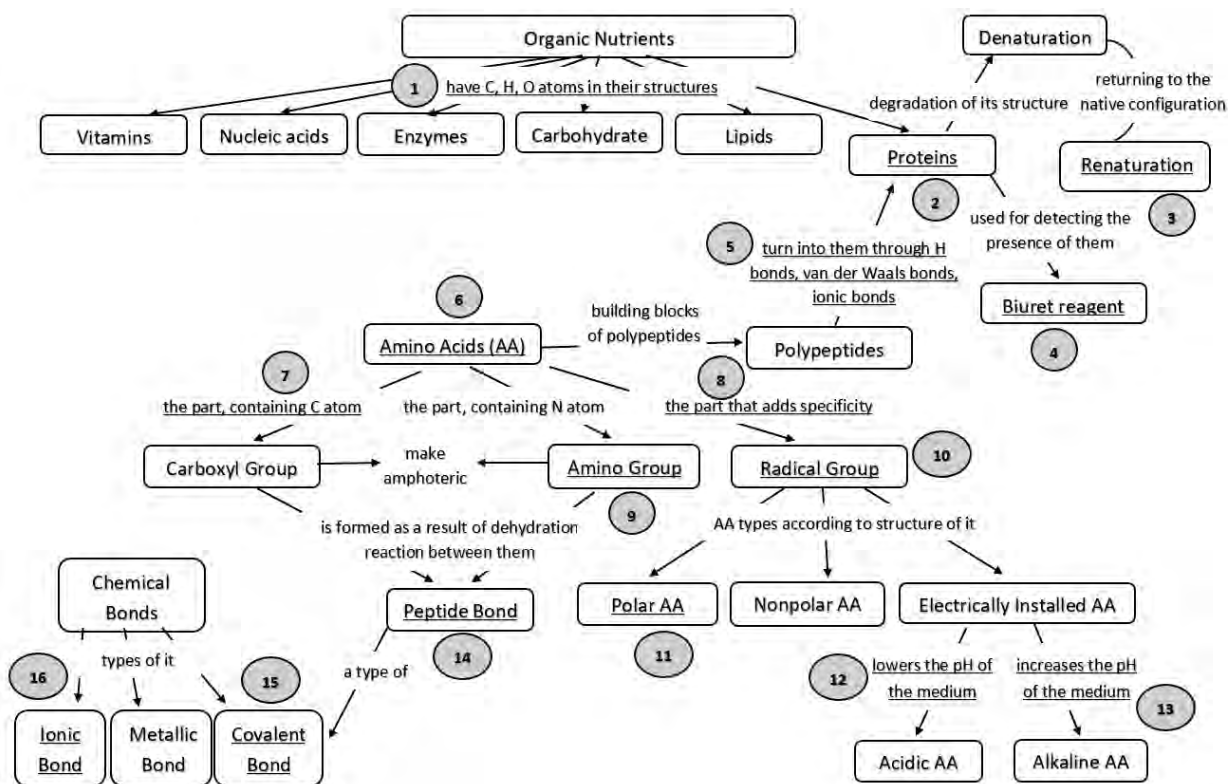 Organic Nutrients
Denaturation
1
have C, H, O atoms in their structures
returning to the
native configuration
degradation of its structure
Vitamins
Nucleic acids
Enzymes
Carbohydrate
Lipids
Proteins
Renaturation
2
3
used for detecting the
presence of them
5
turn into them through H
bonds, van der Waals bonds,
ionic bonds
Biuret reagent
4
6
building blocks
of polypeptides
Amino Acids (AA)
Polypeptides
7
8
the part, containing C atom
the part, containing N atom
the part that adds specificity
Carboxyl Group
make
amphoteric
Amino Group
Radical Group
10
9
is formed as a result of dehydration
reaction between them
AA types according to structure of it
Chemical
Bonds
Peptide Bond
Polar AA
Nonpolar AA
Electrically Installed AA
14
11
types of it
a type of
16
15
12
lowers the pH of
the medium
increases the pH
of the medium
13
Ionic
Bond
Metallic
Bond
Covalent
Bond
Acidic AA
Alkaline AA